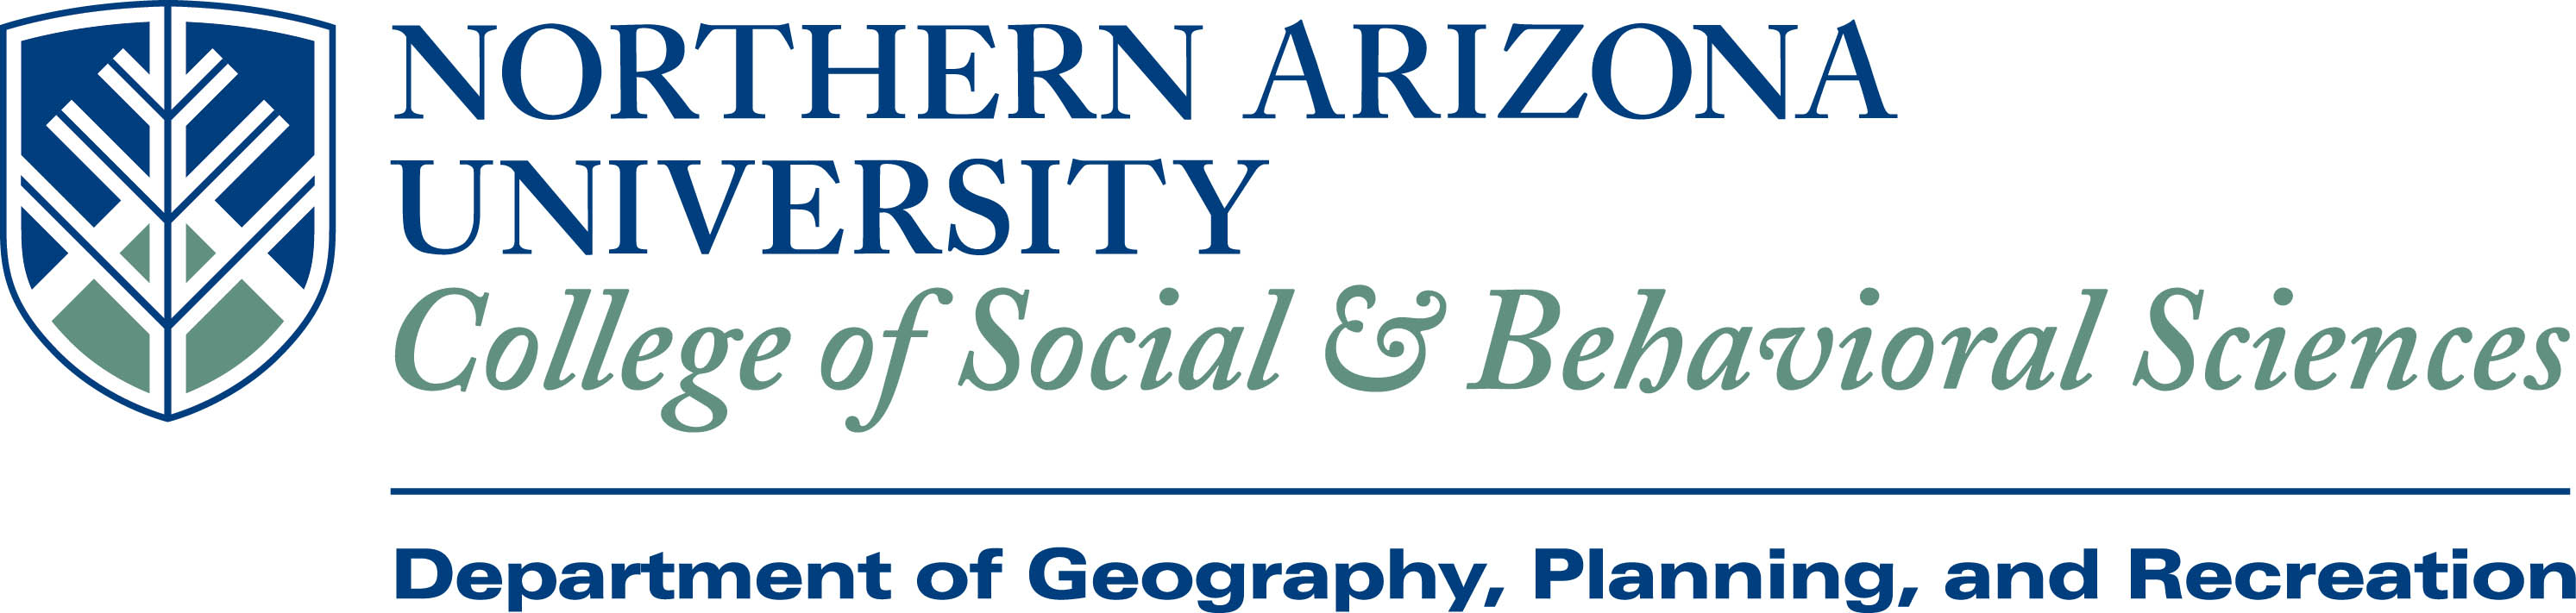 NORTHERN ARIZONA
UNIVERSITY
College of Social & Behavioral Sciences
Department of Geography, Planning, and Recreation